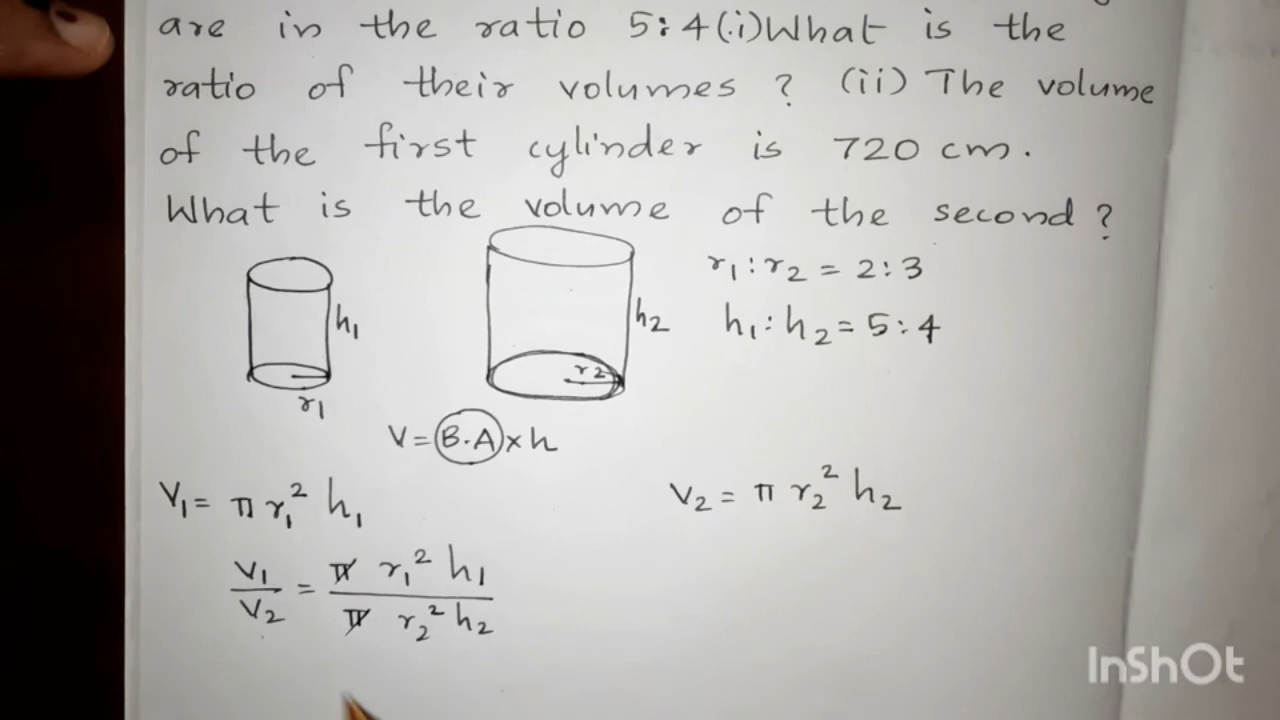 are in the ratio 5:4(i)What is the
ratio of their volumes ? (ii) The volume
of the first cylinder is 720 cm.
What is the volume of the second ?
h₁
r₁
h₂
r₂
r₁:r₂ = 2:3
h₁:h₂ = 5:4
V = B.A x h
V₁ = π r₁² h₁
V₂ = π r₂² h₂
V₁/V₂ = π r₁² h₁ / π r₂² h₂
InShOt